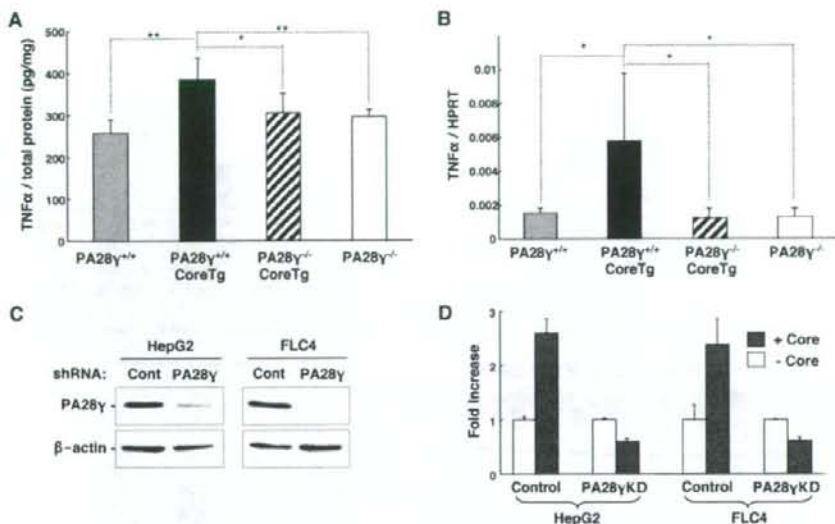 A
TNFα / total protein (pg/mg)
500
400
300
200
100
0
**
*
**
PA28γ+/+
PA28γ+/+ CoreTg
PA28γ-/- CoreTg
PA28γ-/-
B
TNFα / HPRT
0.01
0.008
0.006
0.004
0.002
0
*
*
*
PA28γ+/+
PA28γ+/+ CoreTg
PA28γ-/- CoreTg
PA28γ-/-
C
HepG2 FLC4
shRNA: Cont PA28γ Cont PA28γ
PA28γ -
β-actin -
D
Fold increase
3
2
1
0
+ Core
- Core
Control PA28γKD Control PA28γKD
HepG2 FLC4